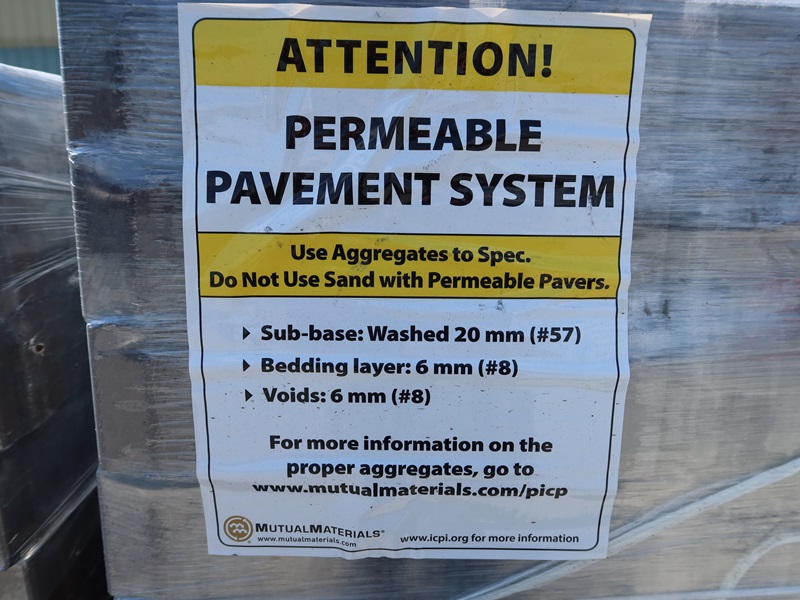 ATTENTION!
PERMEABLE
PAVEMENT SYSTEM
Use Aggregates to Spec.
Do Not Use Sand with Permeable Pavers.
Sub-base: Washed 20 mm (#57)
Bedding layer: 6 mm (#8)
Voids: 6 mm (#8)
For more information on the
proper aggregates, go to
www.mutualmaterials.com/picp
MUTUALMATERIALS®
www.mutualmaterials.com
www.icpi.org for more information